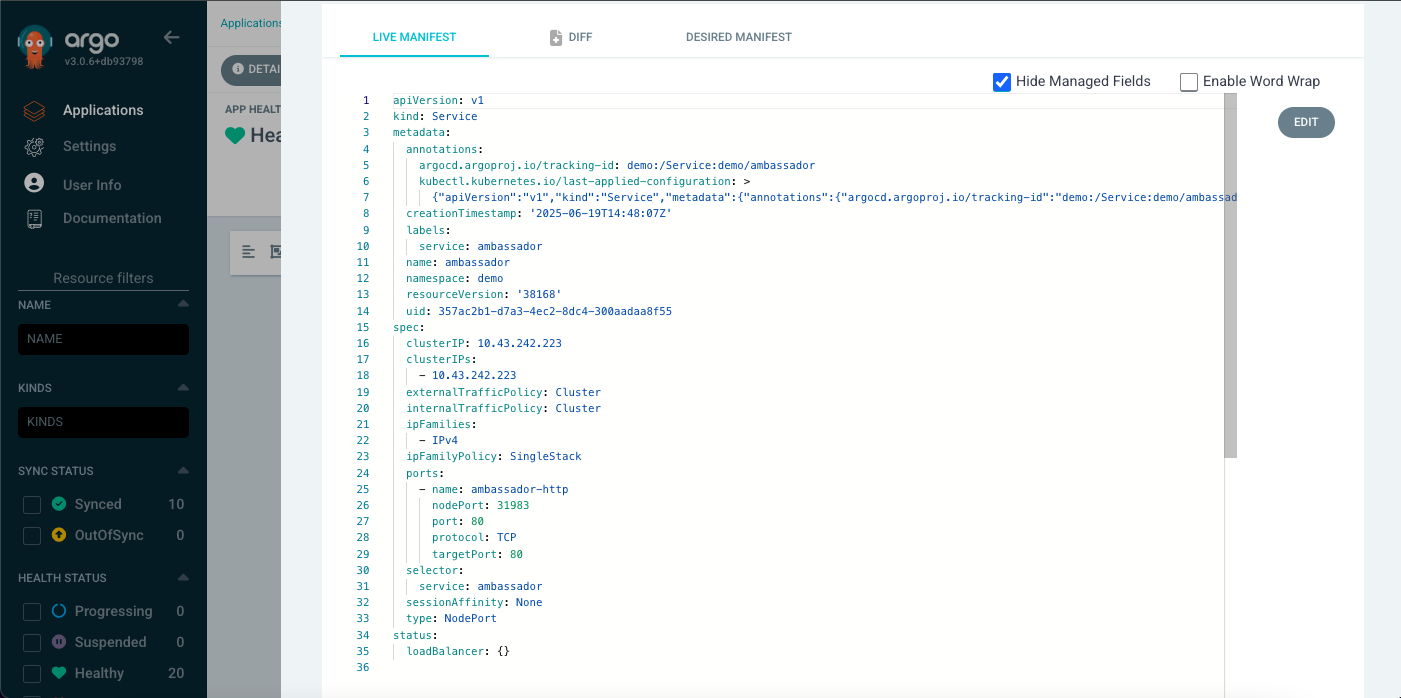 argo
v3.0.6+db93798
Applications
Settings
User Info
Documentation
Resource filters
NAME
NAME
KINDS
KINDS
SYNC STATUS
Synced 10
OutOfSync 0
HEALTH STATUS
Progressing 0
Suspended 0
Healthy 20
Applications
DETAI
APP HEALT
Hea
LIVE MANIFEST
DIFF
DESIRED MANIFEST
Hide Managed Fields
Enable Word Wrap
EDIT
1 apiVersion: v1
2 kind: Service
3 metadata:
4 annotations:
5 argocd.argoproj.io/tracking-id: demo:/Service:demo/ambassador
6 kubectl.kubernetes.io/last-applied-configuration: >
7 {"apiVersion":"v1","kind":"Service","metadata":{"annotations":{"argocd.argoproj.io/tracking-id":"demo:/Service:demo/ambassad
8 creationTimestamp: '2025-06-19T14:48:07Z'
9 labels:
10 service: ambassador
11 name: ambassador
12 namespace: demo
13 resourceVersion: '38168'
14 uid: 357ac2b1-d7a3-4ec2-8dc4-300aadaa8f55
15 spec:
16 clusterIP: 10.43.242.223
17 clusterIPs:
18 - 10.43.242.223
19 externalTrafficPolicy: Cluster
20 internalTrafficPolicy: Cluster
21 ipFamilies:
22 - IPv4
23 ipFamilyPolicy: SingleStack
24 ports:
25 - name: ambassador-http
26 nodePort: 31983
27 port: 80
28 protocol: TCP
29 targetPort: 80
30 selector:
31 service: ambassador
32 sessionAffinity: None
33 type: NodePort
34 status:
35 loadBalancer: {}
36